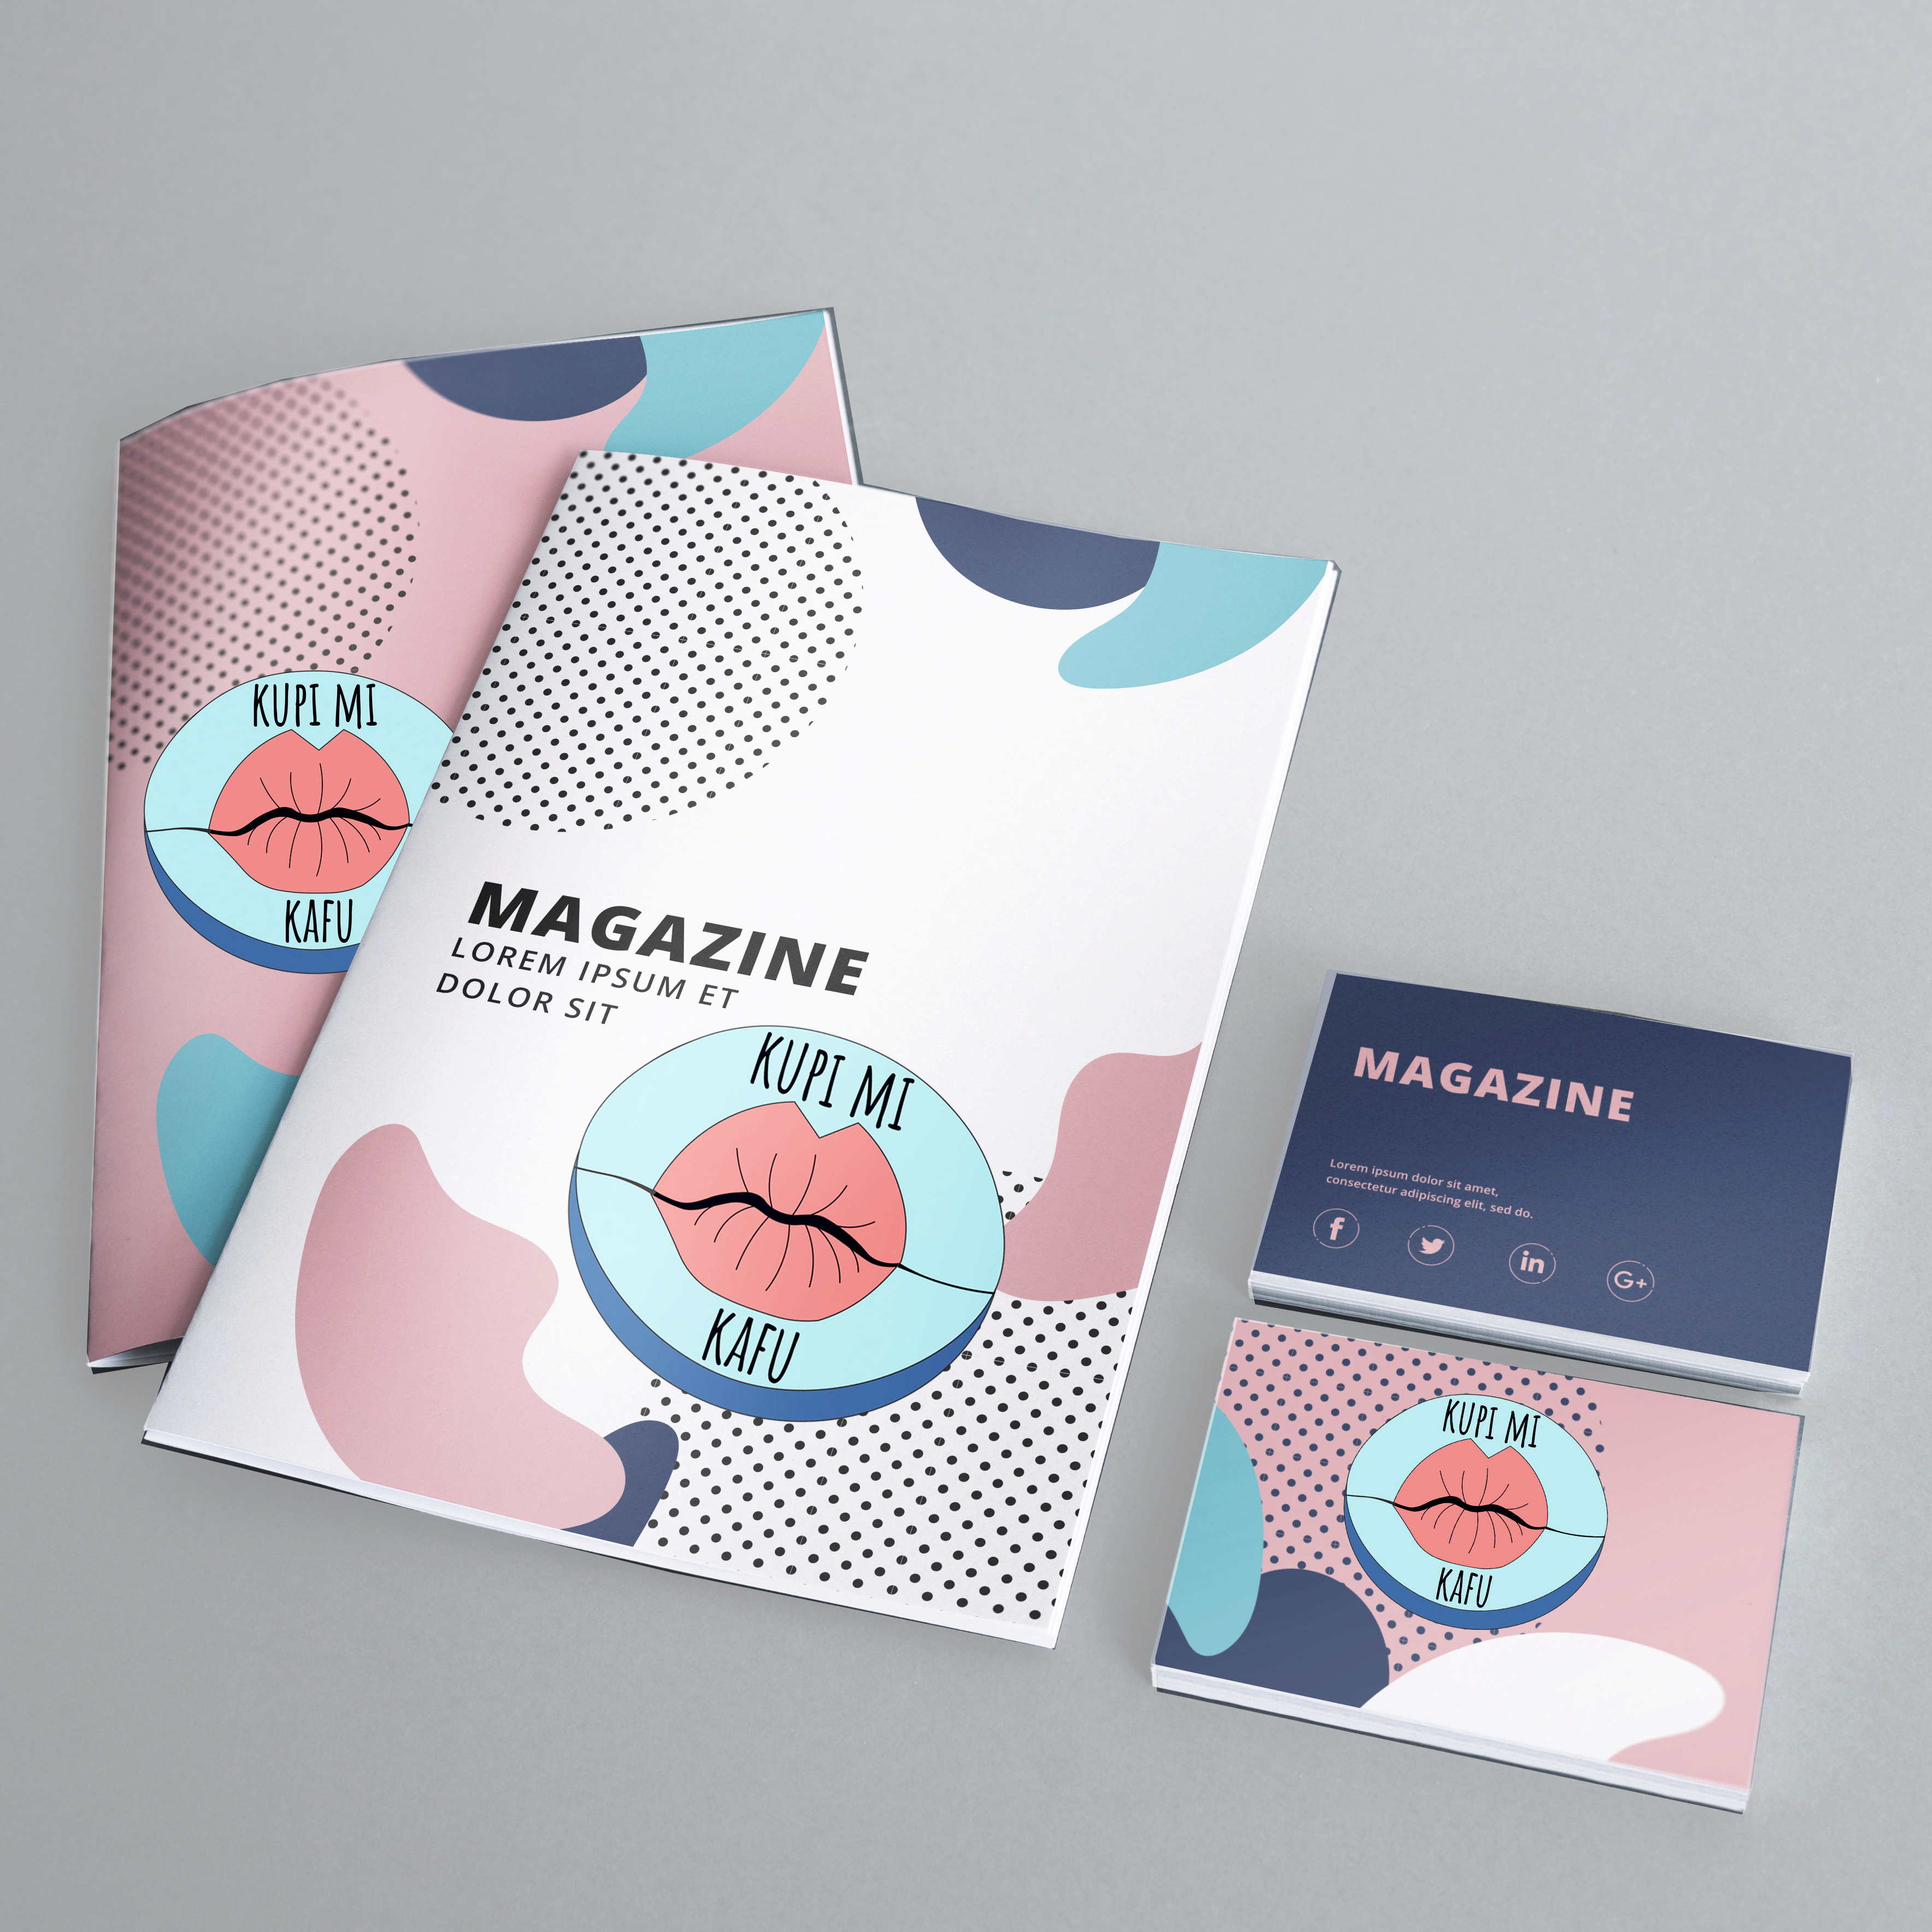 KUPI MI
KAFU
MAGAZINE
LOREM IPSUM ET
DOLOR SIT
KUPI MI
KAFU
MAGAZINE
Lorem ipsum dolor sit amet,
consectetur adipiscing elit, sed do.
f
in
G+
KUPI MI
KAFU